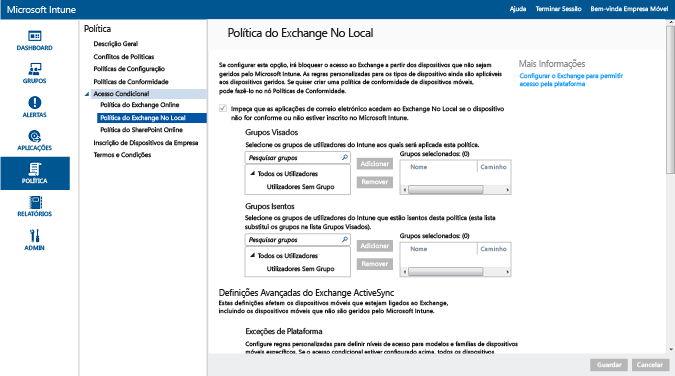 Microsoft Intune
Ajuda Terminar Sessão Bem-vinda Empresa Móvel
DASHBOARD
GRUPOS
ALERTAS
APLICAÇÕES
POLÍTICA
RELATÓRIOS
ADMIN
Política
Descrição Geral
Conflitos de Políticas
Políticas de Configuração
Políticas de Conformidade
Acesso Condicional
Política do Exchange Online
Política do Exchange No Local
Política do SharePoint Online
Inscrição de Dispositivos da Empresa
Termos e Condições
Política do Exchange No Local
Se configurar esta opção, irá bloquear o acesso ao Exchange a partir dos dispositivos que não sejam
geridos pelo Microsoft Intune. As regras personalizadas para os tipos de dispositivo ainda são aplicáveis
aos dispositivos geridos. Se quiser criar uma política de conformidade de dispositivos móveis,
pode fazê-lo no nó Políticas de Conformidade.
Mais Informações
Configurar o Exchange para permitir
acesso pela plataforma
Impeça que as aplicações de correio eletrónico acedam ao Exchange No Local se o dispositivo
não for conforme ou não estiver inscrito no Microsoft Intune.
Grupos Visados
Selecione os grupos de utilizadores do Intune aos quais será aplicada esta política.
Pesquisar grupos
Todos os Utilizadores
Utilizadores Sem Grupo
Adicionar
Remover
Grupos selecionados: (0)
Nome Caminho
Grupos Isentos
Selecione os grupos de utilizadores do Intune que estão isentos desta política (esta lista
substitui os grupos na lista Grupos Visados).
Pesquisar grupos
Todos os Utilizadores
Utilizadores Sem Grupo
Adicionar
Remover
Grupos selecionados: (0)
Nome Caminho
Definições Avançadas do Exchange ActiveSync
Estas definições afetam os dispositivos móveis que estejam ligados ao Exchange,
incluindo os dispositivos móveis que não são geridos pelo Microsoft Intune.
Exceções de Plataforma
Configure regras personalizadas para definir níveis de acesso para modelos e famílias de dispositivos
móveis específicos. Se o acesso condicional estiver configurado acima, todos os dispositivos
Guardar Cancelar